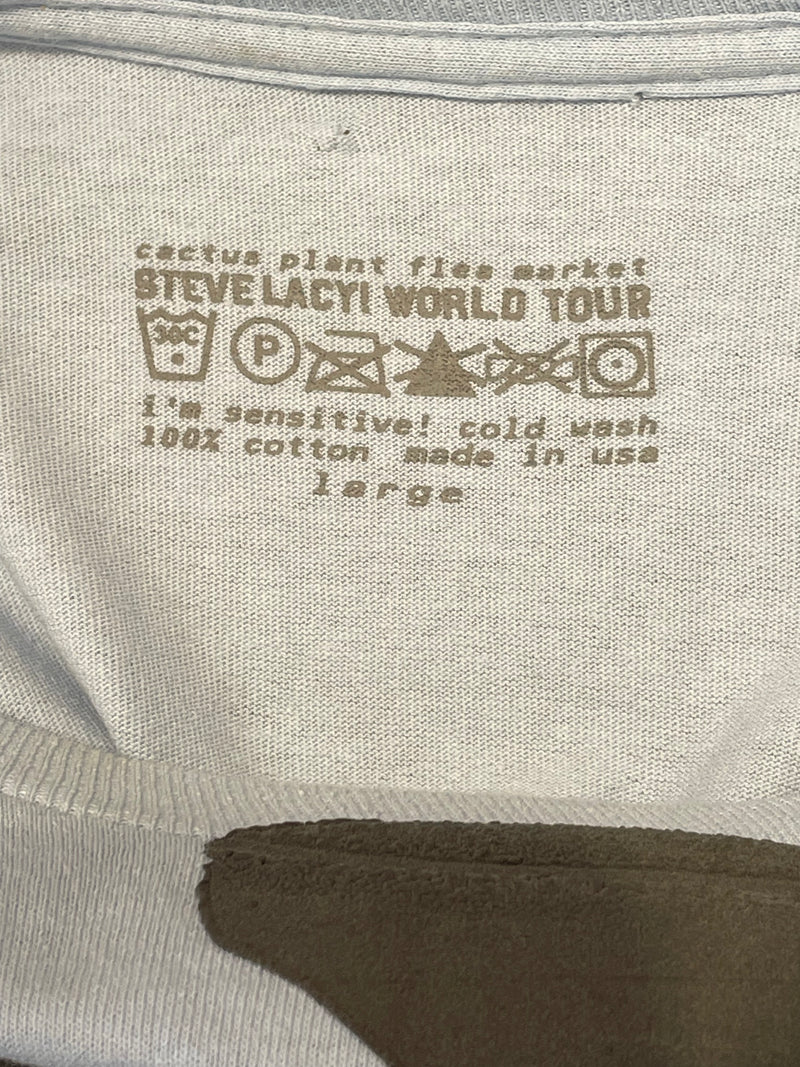 cactus plant flea market
STEVE LACY! WORLD TOUR
30C P
i'm sensitive! cold wash
100% cotton made in usa
large